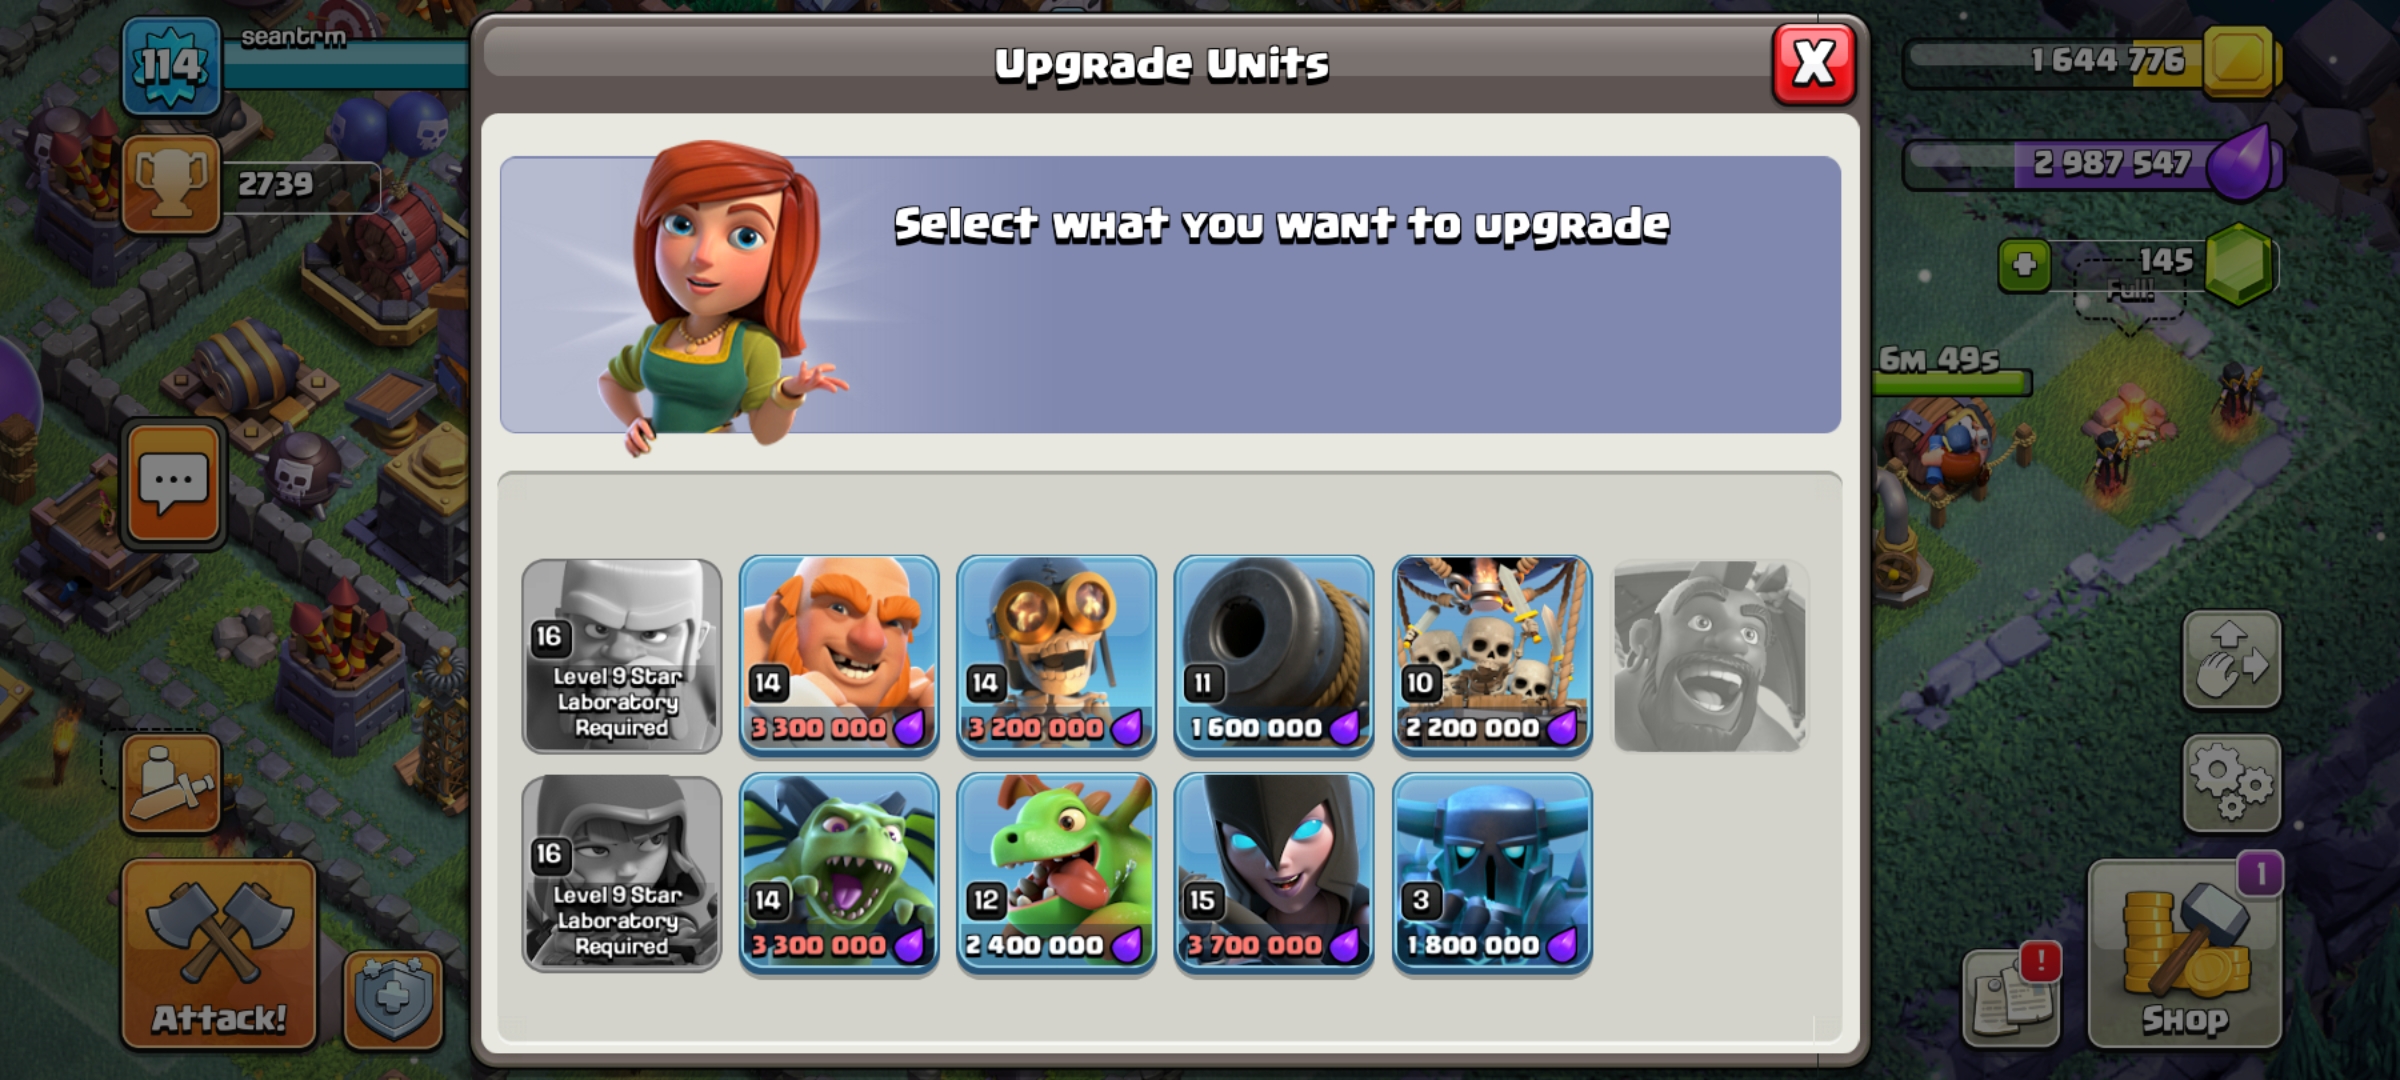 114
seantrm
2739
Upgrade Units
X
1 644 776
2 987 547
145
Full!
6M 49s
Select what you want to upgrade
16
Level 9 Star
Laboratory
Required
14
3 300 000
14
3 200 000
11
1 600 000
10
2 200 000
16
Level 9 Star
Laboratory
Required
14
3 300 000
12
2 400 000
15
3 700 000
3
1 800 000
Attack!
!
1
Shop